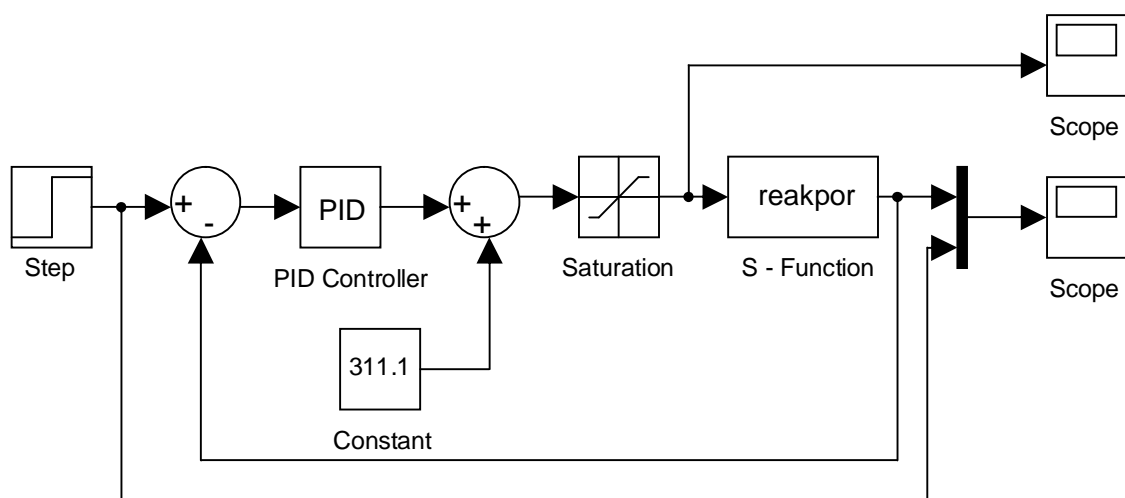 Scope
+
-
PID
+
+
reakpor
Step
PID Controller
Saturation
S - Function
Scope
311.1
Constant